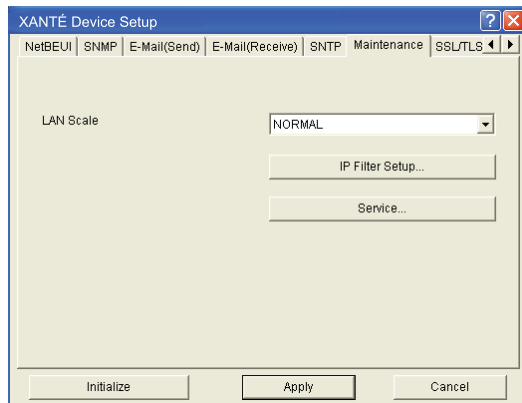 XANTÉ Device Setup
NetBEUI SNMP E-Mail(Send) E-Mail(Receive) SNTP Maintenance SSL/TLS
LAN Scale NORMAL
IP Filter Setup...
Service...
Initialize Apply Cancel